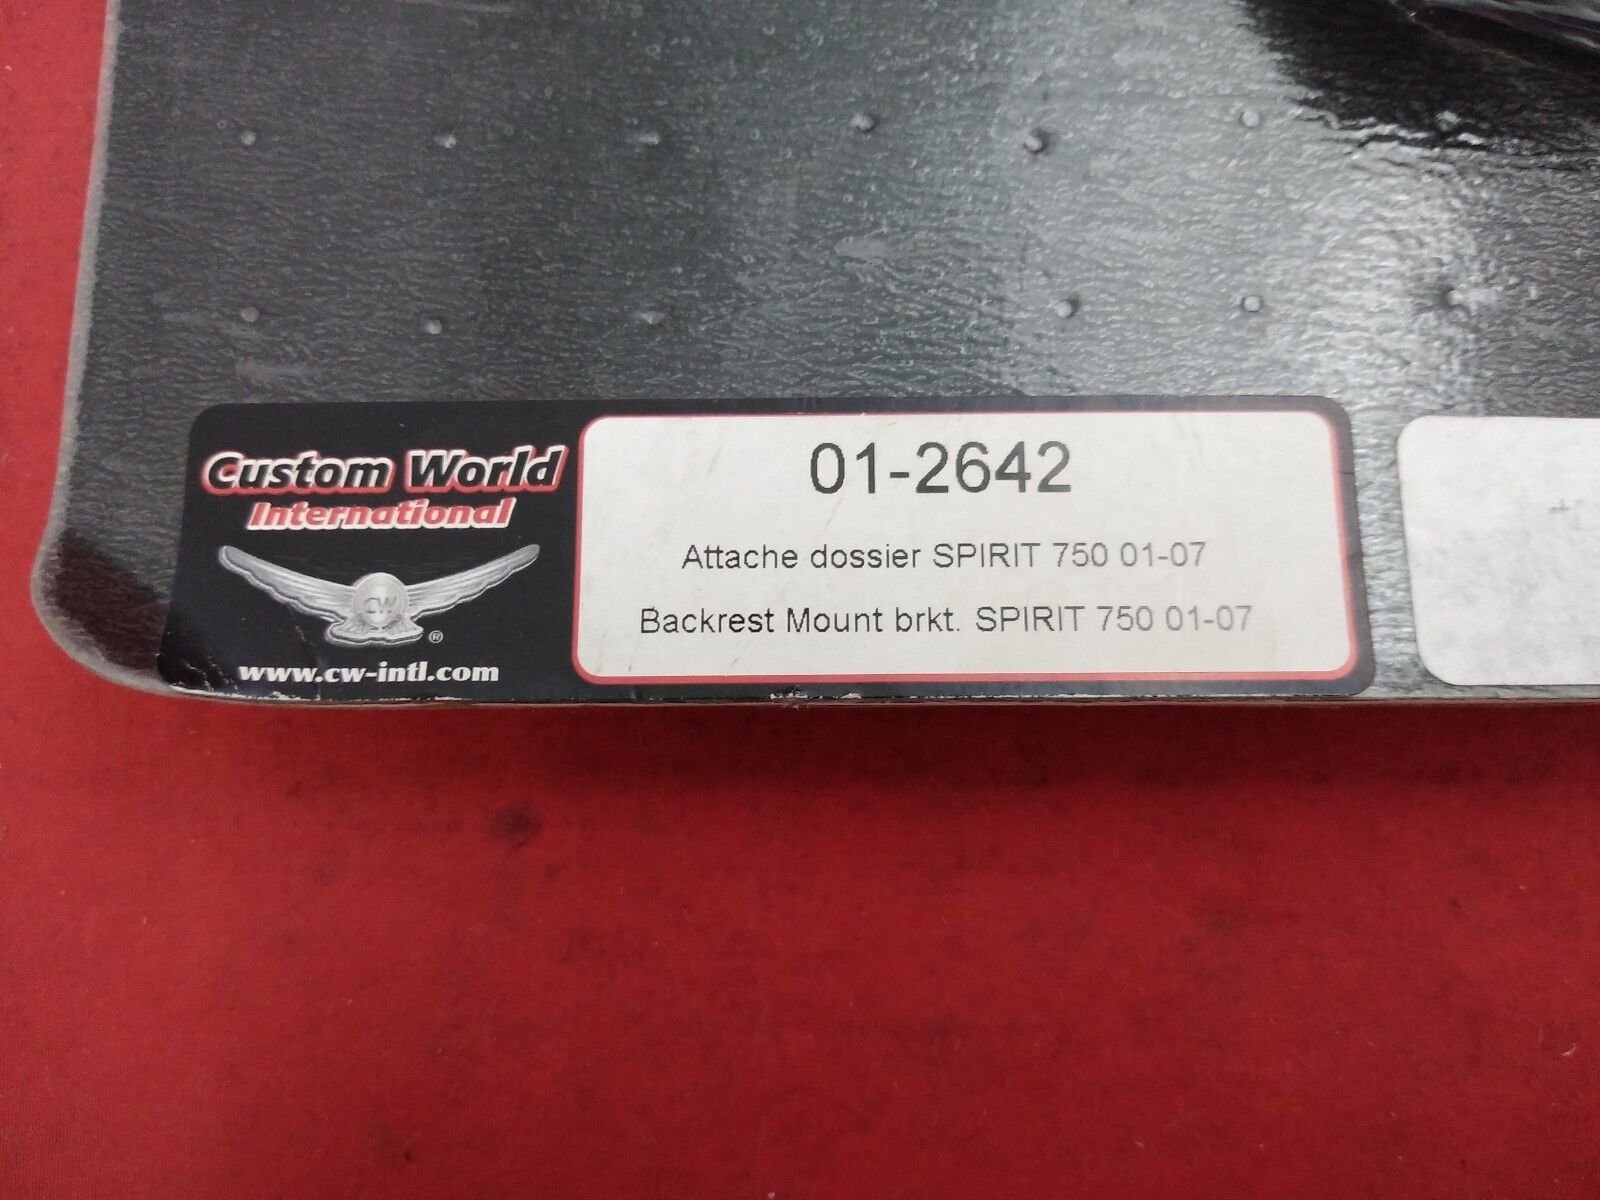 Custom World
International
CW
®
www.cw-intl.com
01-2642
Attache dossier SPIRIT 750 01-07
Backrest Mount brkt. SPIRIT 750 01-07